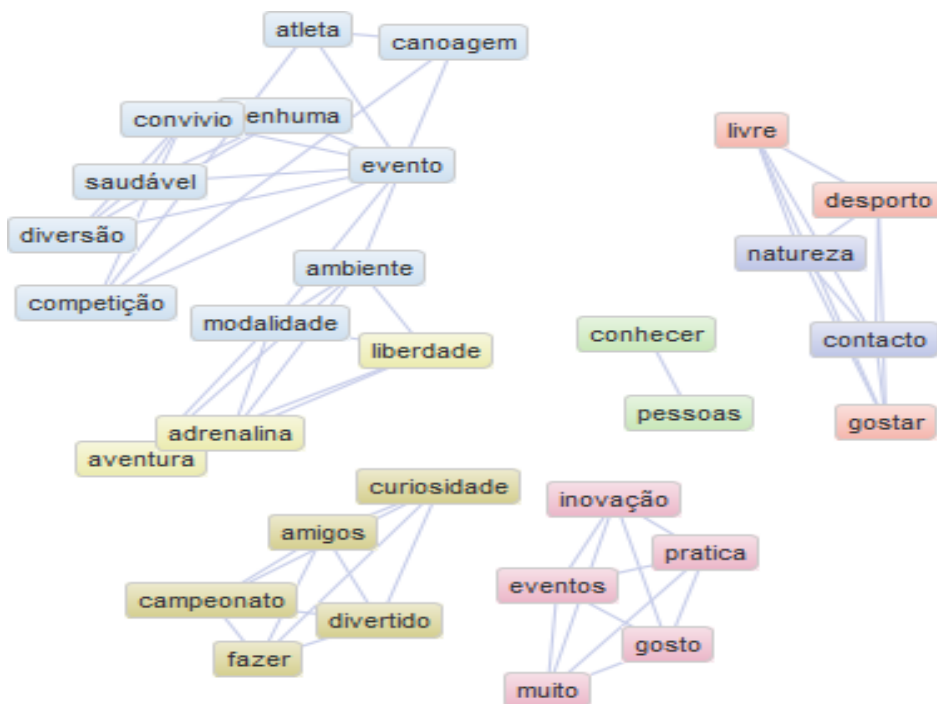 atleta
canoagem
convivio
enhuma
livre
evento
saudável
desporto
diversão
natureza
ambiente
competição
modalidade
conhecer
contacto
liberdade
pessoas
gostar
adrenalina
aventura
curiosidade
inovação
amigos
pratica
eventos
campeonato
divertido
gosto
fazer
muito